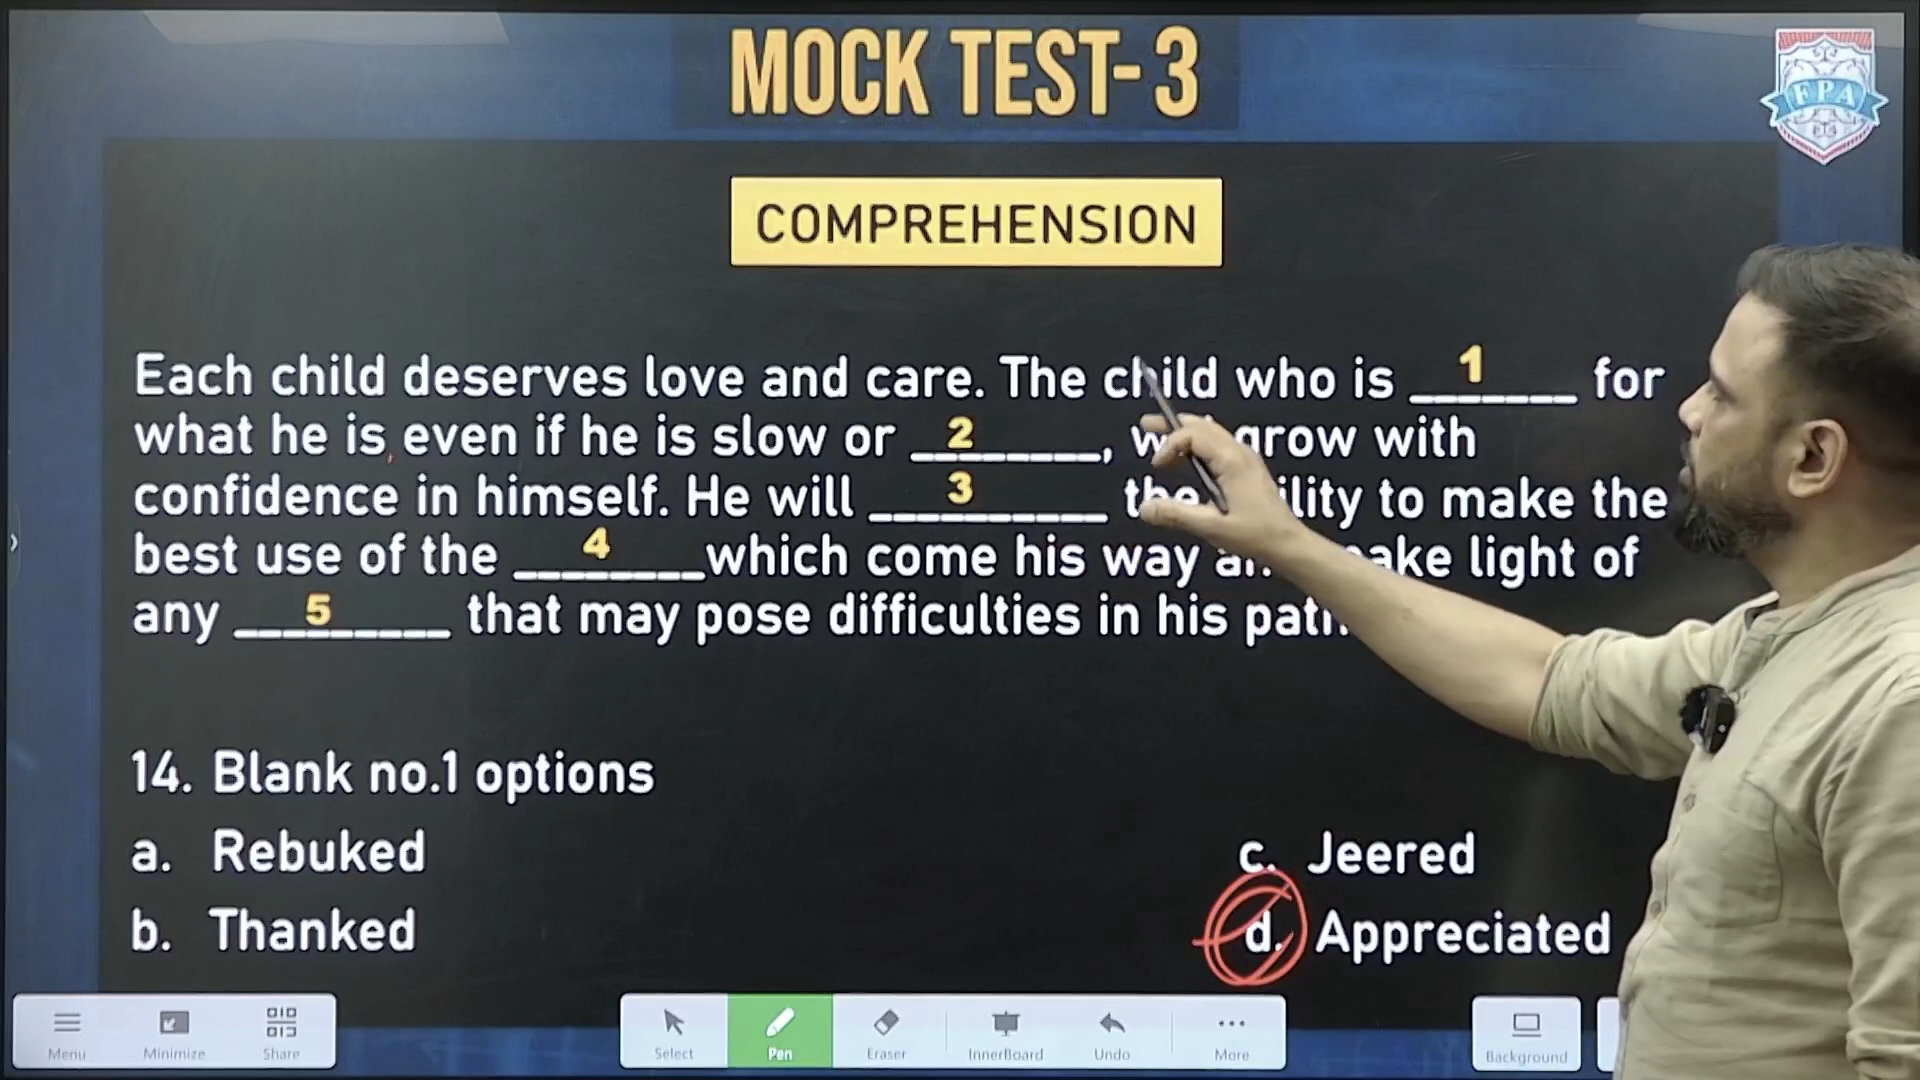 MOCK TEST-3
FPA
COMPREHENSION
Each child deserves love and care. The child who is ___1___ for
what he is, even if he is slow or ___2___, grow with
confidence in himself. He will ___3___ to make the
best use of the ___4___ which come his way light of
any ___5___ that may pose difficulties in his
14. Blank no.1 options
a. Rebuked
c. Jeered
b. Thanked
d. Appreciated
Menu
Minimize
Share
Select
Pen
Eraser
InnerBoard
Undo
More
Background